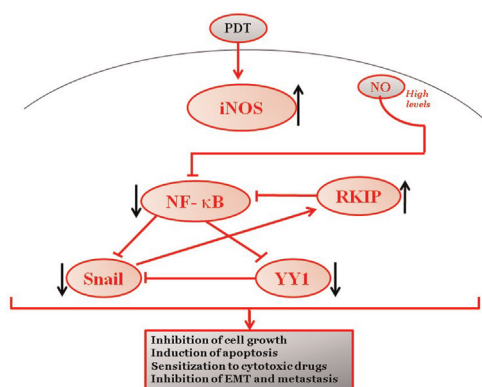 PDT
iNOS
NO
High
levels
NF- κB
RKIP
Snail
YY1
Inhibition of cell growth
Induction of apoptosis
Sensitization to cytotoxic drugs
Inhibition of EMT and metastasis